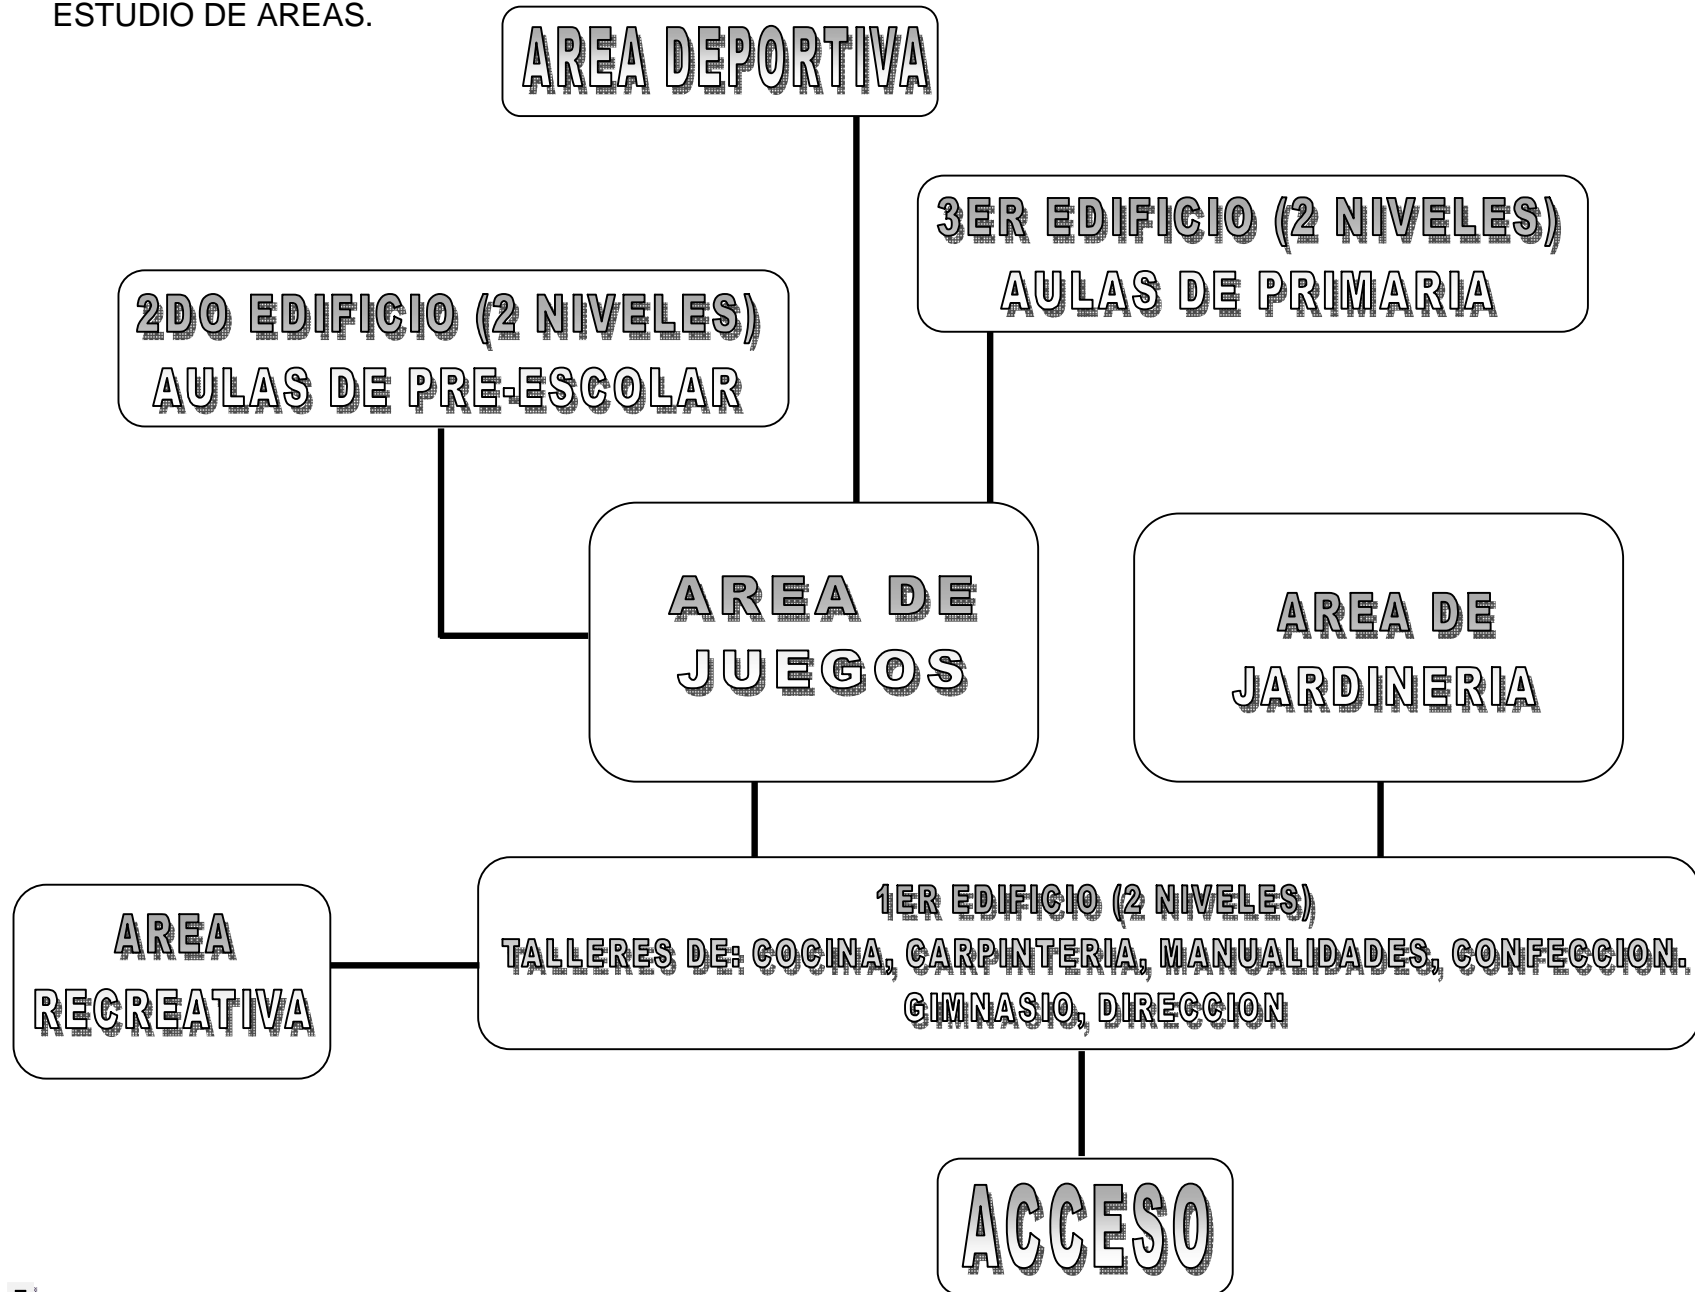 ESTUDIO DE AREAS.
AREA DEPORTIVA
3ER EDIFICIO (2 NIVELES)
AULAS DE PRIMARIA
2DO EDIFICIO (2 NIVELES)
AULAS DE PRE-ESCOLAR
AREA DE
JUEGOS
AREA DE
JARDINERIA
1ER EDIFICIO (2 NIVELES)
TALLERES DE: COCINA, CARPINTERIA, MANUALIDADES, CONFECCION.
GIMNASIO, DIRECCION
AREA
RECREATIVA
ACCESO